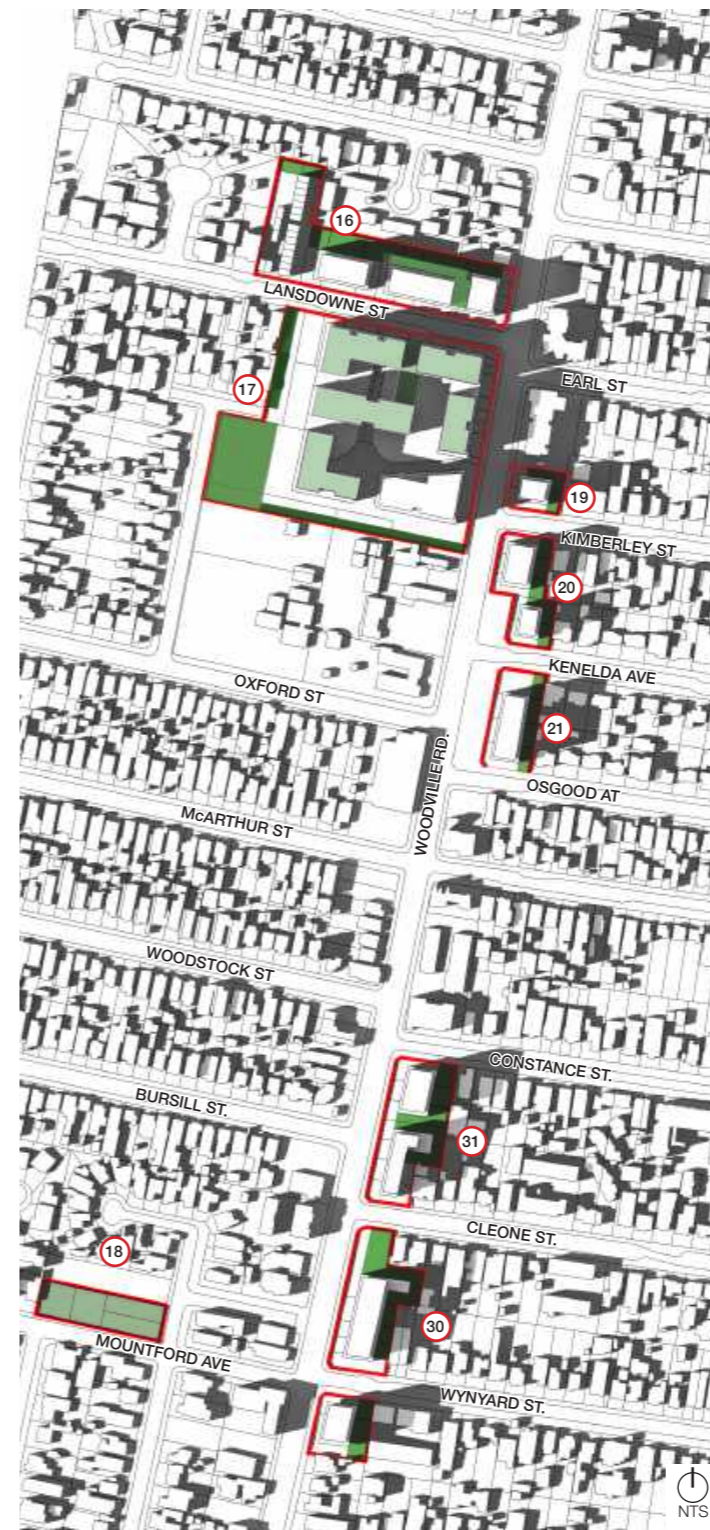 16
LANSDOWNE ST
17
EARL ST
19
KIMBERLEY ST
20
KENELDA AVE
OXFORD ST
21
WOODVILLE RD.
OSGOOD AT
McARTHUR ST
WOODSTOCK ST
CONSTANCE ST.
BURSILL ST.
31
CLEONE ST.
18
30
MOUNTFORD AVE
WYNYARD ST.
NTS